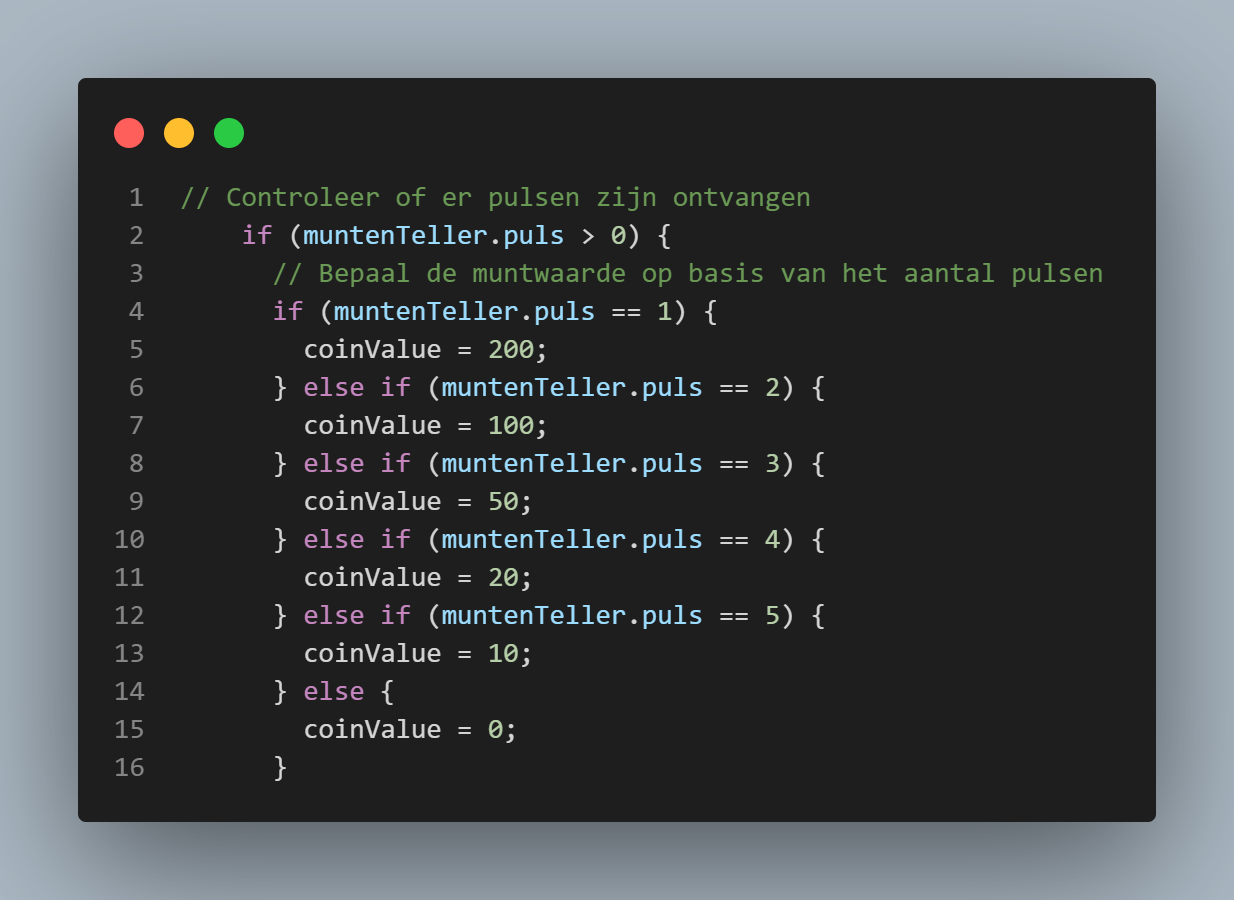 1 // Controleer of er pulsen zijn ontvangen
2 if (muntenTeller.puls > 0) {
3 // Bepaal de muntwaarde op basis van het aantal pulsen
4 if (muntenTeller.puls == 1) {
5 coinValue = 200;
6 } else if (muntenTeller.puls == 2) {
7 coinValue = 100;
8 } else if (muntenTeller.puls == 3) {
9 coinValue = 50;
10 } else if (muntenTeller.puls == 4) {
11 coinValue = 20;
12 } else if (muntenTeller.puls == 5) {
13 coinValue = 10;
14 } else {
15 coinValue = 0;
16 }